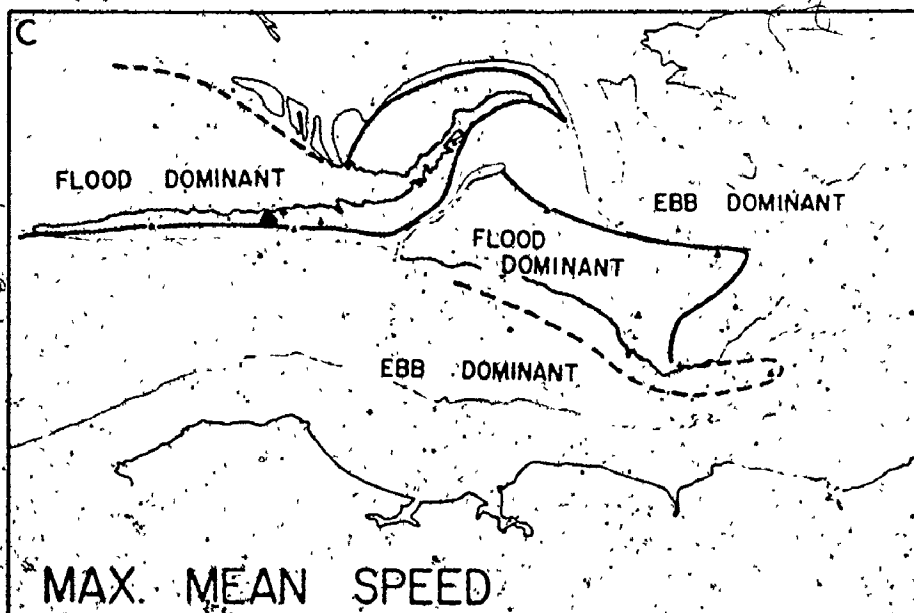 C
FLOOD DOMINANT
EBB DOMINANT
FLOOD
DOMINANT
EBB DOMINANT
MAX. MEAN SPEED